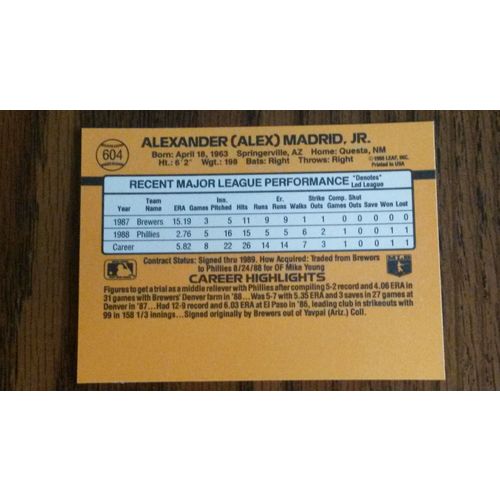 604
ALEXANDER (ALEX) MADRID, JR.
Born: April 18, 1963 Springerville, AZ Home: Questa, NM
Ht.: 6'2" Wgt.: 198 Bats: Right Throws: Right
©1988 LEAF, INC.
Printed in USA
RECENT MAJOR LEAGUE PERFORMANCE "Denotes" Led League
Year Team Name ERA Games Inn. Pitched Hits Runs Er. Runs Walks Strike Outs Comp. Games Shut Outs Save Won Lost
1987 Brewers 15.19 3 5 11 9 9 1 1 0 0 0 0 0
1988 Phillies 2.76 5 16 15 5 5 6 2 1 0 0 1 1
Career 5.82 8 22 26 14 14 7 3 1 0 0 1 1
Contract Status: Signed thru 1989. How Acquired: Traded from Brewers
to Phillies 8/24/88 for OF Mike Young
CAREER HIGHLIGHTS
Figures to get a trial as a middle reliever with Phillies after compiling 5-2 record and 4.06 ERA in
31 games with Brewers' Denver farm in '88...Was 5-7 with 5.35 ERA and 3 saves in 27 games at
Denver in '87...Had 12-9 record and 6.03 ERA at El Paso in '86, leading club in strikeouts with
99 in 158 1/3 innings...Signed originally by Brewers out of Yavpai (Ariz.) Coll.